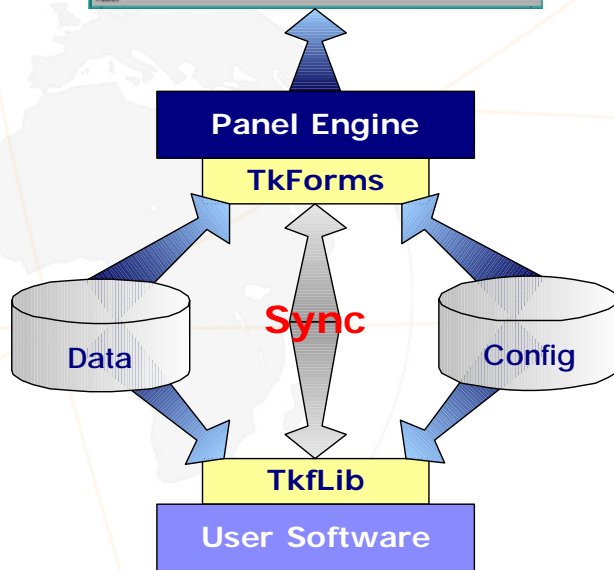 Panel Engine
TkForms
Sync
Data
Config
TkfLib
User Software